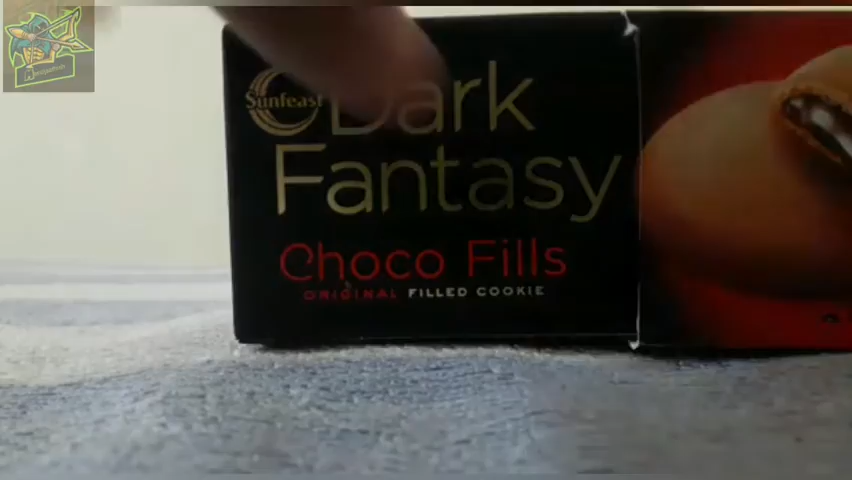 Sunfeast
Dark
Fantasy
Choco Fills
ORIGINAL FILLED COOKIE